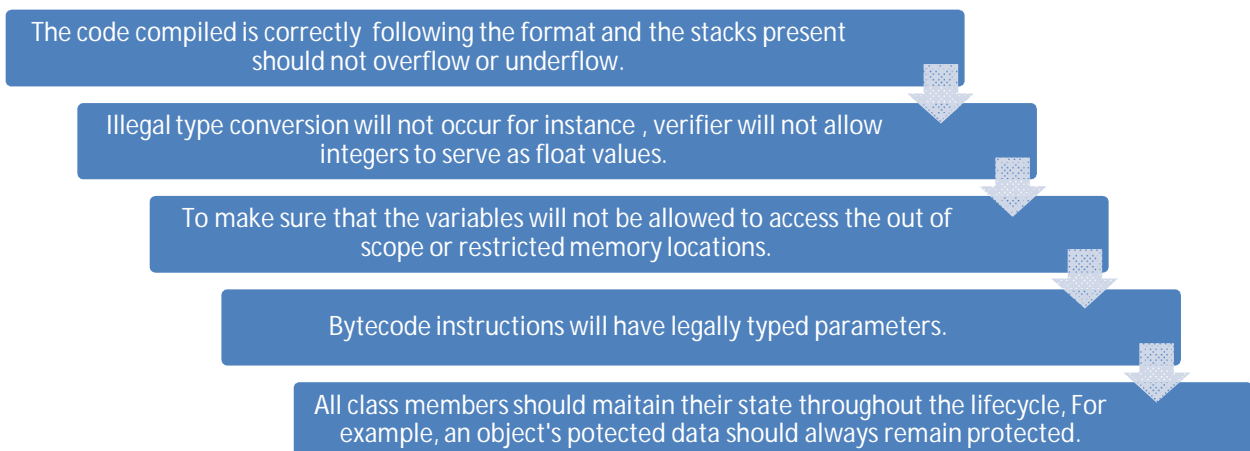 The code compiled is correctly following the format and the stacks present
should not overflow or underflow.
Illegal type conversion will not occur for instance , verifier will not allow
integers to serve as float values.
To make sure that the variables will not be allowed to access the out of
scope or restricted memory locations.
Bytecode instructions will have legally typed parameters.
All class members should maitain their state throughout the lifecycle, For
example, an object's potected data should always remain protected.